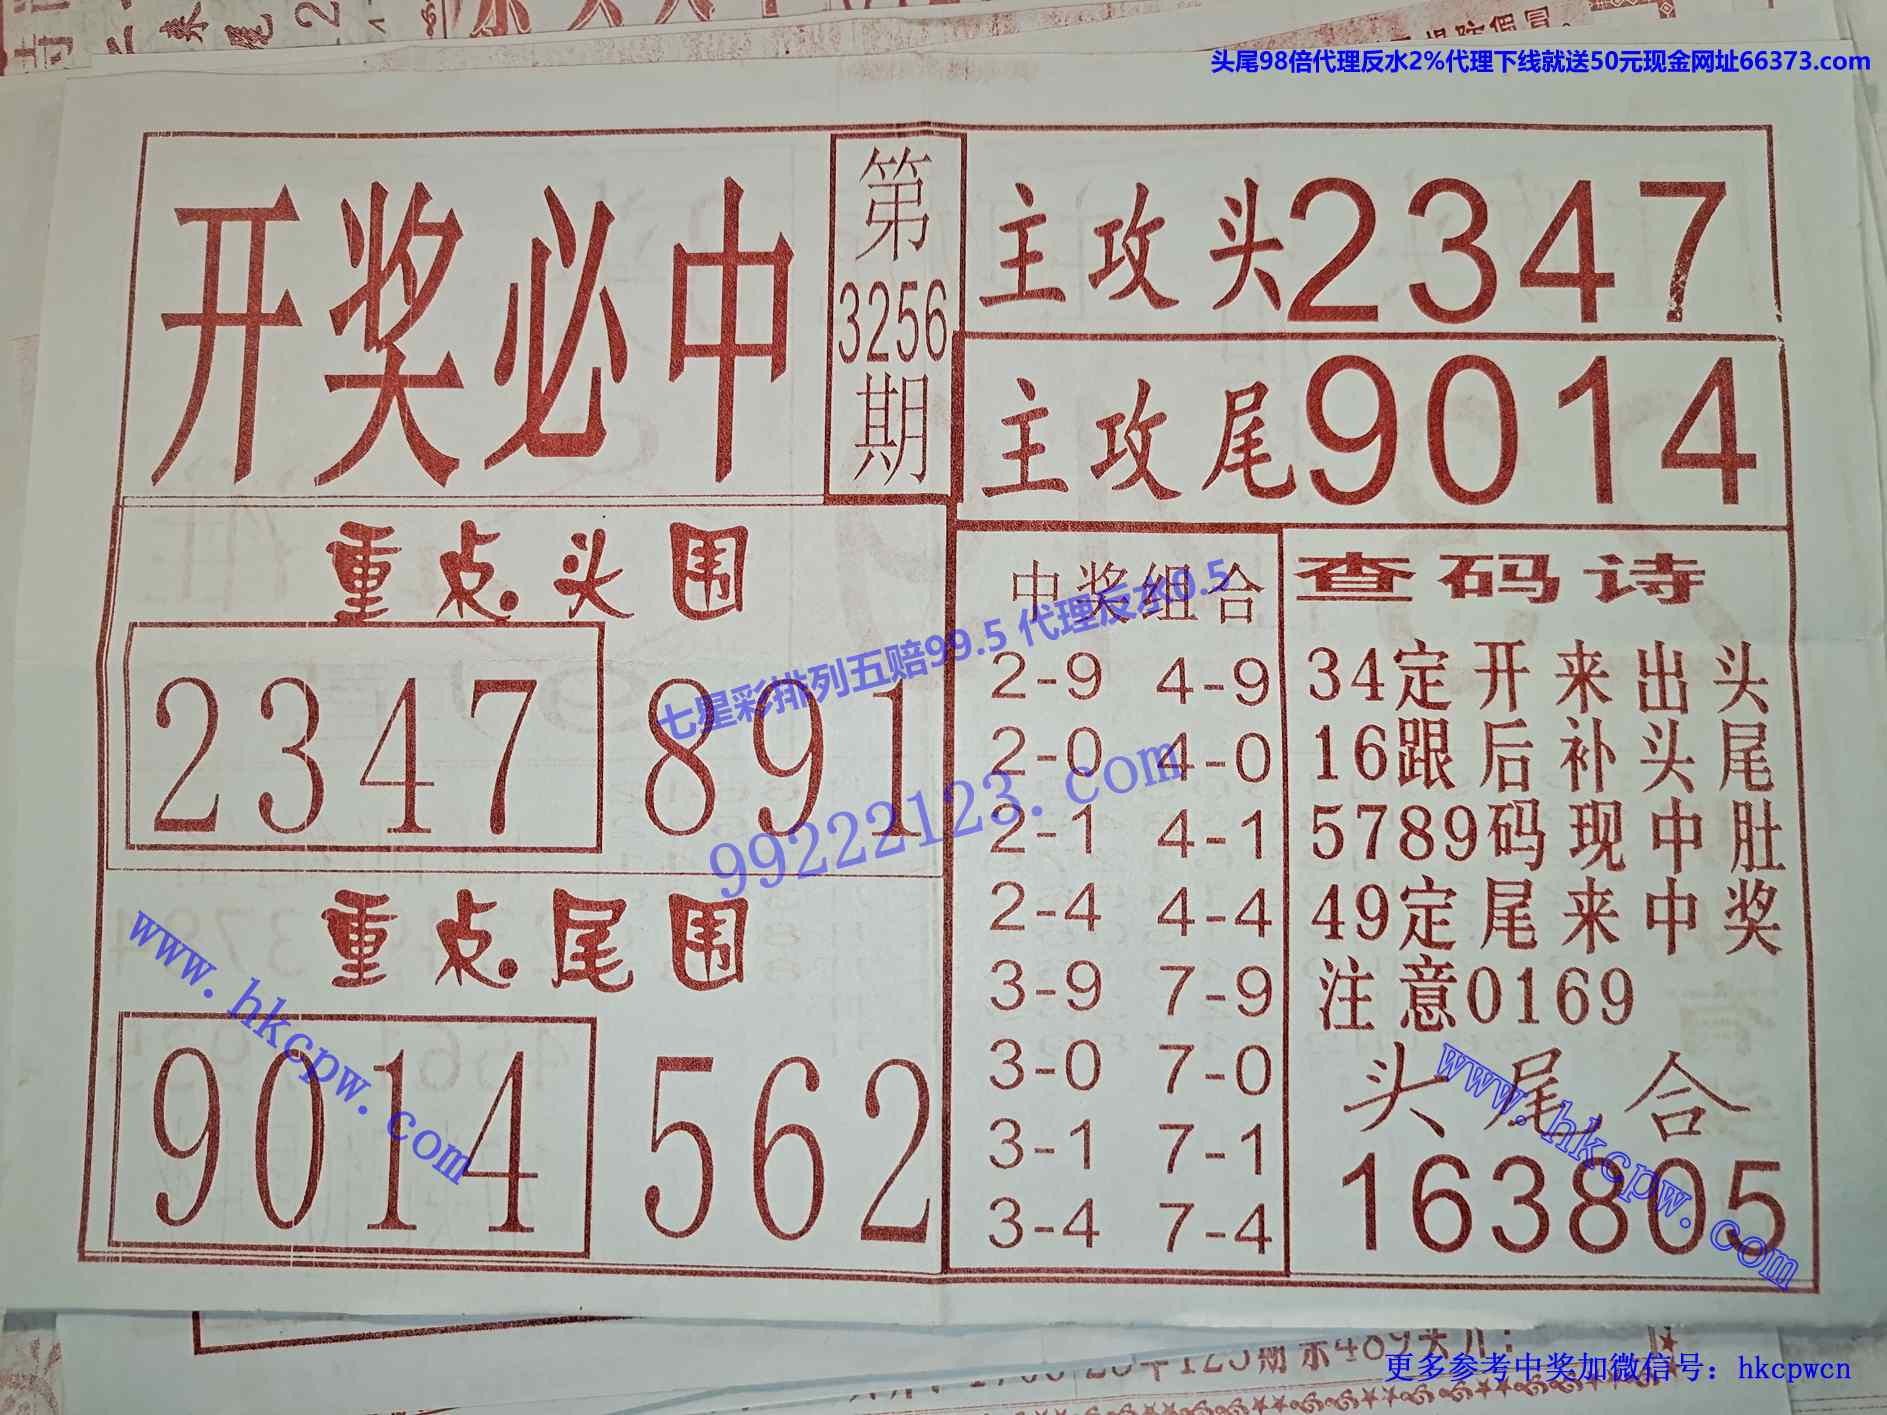 头尾98倍代理反水2%代理下线就送50元现金网址66373.com
开奖必中
第
3256
期
主攻头2347
主攻尾9014
重点头围
2347 891
重点尾围
9014 562
中奖组合
2-9 4-9
2-0 4-0
2-1 4-1
2-4 4-4
3-9 7-9
3-0 7-0
3-1 7-1
3-4 7-4
查码诗
34定开来出头
16跟后补头尾
5789码现中肚
49定尾来中奖
注意0169
头尾合
163805
七星彩排列五赔99.5 代理反水0.5
99222123.com
www.hkcpw.com
www.hkcpw.com
更多参考中奖加微信号：hkcpwcn